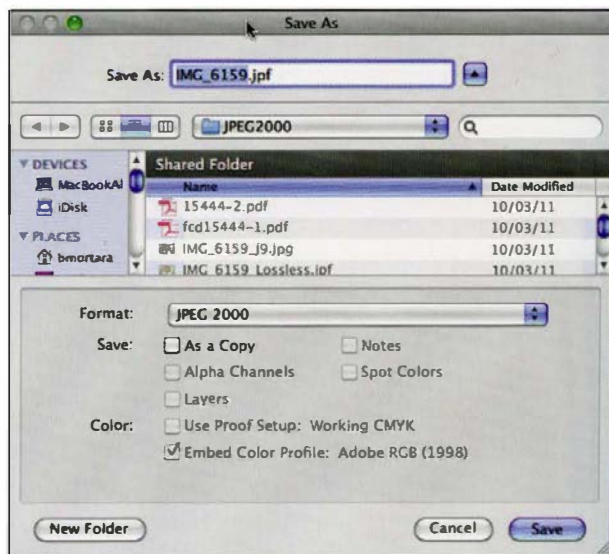 Save As
Save As: IMG_6159.jpf
JPEG2000
DEVICES
MacBookAI
iDisk
PLACES
bmortara
Shared Folder
Name Date Modified
15444-2.pdf 10/03/11
fcd15444-1.pdf 10/03/11
IMG_6159_j9.jpg 10/03/11
IMG_6159_Lossless.jpf 10/03/11
Format: JPEG 2000
Save: As a Copy Notes
Alpha Channels Spot Colors
Layers
Color: Use Proof Setup: Working CMYK
Embed Color Profile: Adobe RGB (1998)
New Folder Cancel Save